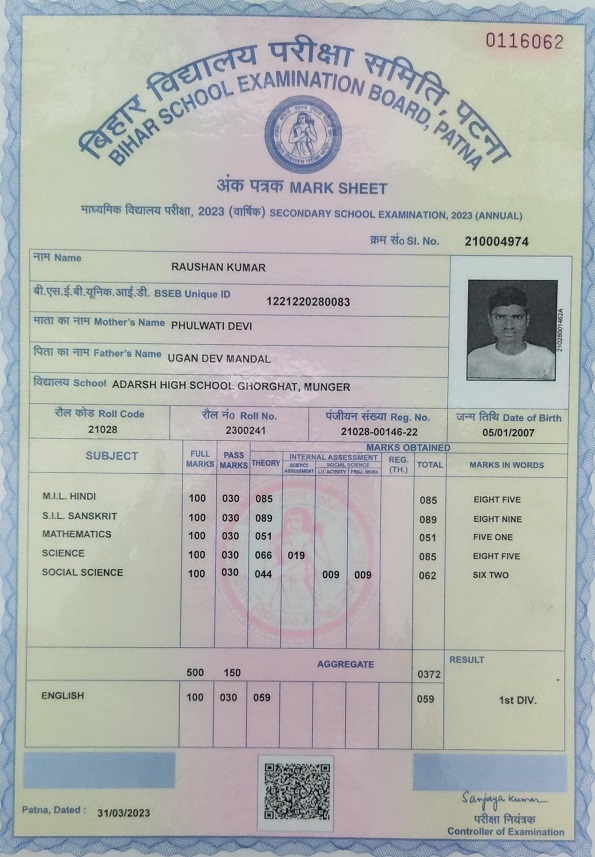 0116062
बिहार विद्यालय परीक्षा समिति, पटना
BIHAR SCHOOL EXAMINATION BOARD, PATNA
अंक पत्रक MARK SHEET
माध्यमिक विद्यालय परीक्षा, 2023 (वार्षिक) SECONDARY SCHOOL EXAMINATION, 2023 (ANNUAL)
क्रम सं० Sl. No. 210004974
नाम Name RAUSHAN KUMAR
बी.एस.ई.बी.यूनिक.आई.डी. BSEB Unique ID 1221220280083
माता का नाम Mother's Name PHULWATI DEVI
पिता का नाम Father's Name UGAN DEV MANDAL
विद्यालय School ADARSH HIGH SCHOOL GHORGHAT, MUNGER
रौल कोड Roll Code रौल नं० Roll No. पंजीयन संख्या Reg. No. जन्म तिथि Date of Birth
21028 2300241 21028-00146-22 05/01/2007
SUBJECT FULL MARKS PASS MARKS MARKS OBTAINED
THEORY INTERNAL ASSESSMENT REG. (TH.) TOTAL MARKS IN WORDS
SCIENCE ASSESSMENT SOCIAL SCIENCE
LIT. ACTIVITY PROJ. WORK
M.I.L. HINDI 100 030 085 085 EIGHT FIVE
S.I.L. SANSKRIT 100 030 089 089 EIGHT NINE
MATHEMATICS 100 030 051 051 FIVE ONE
SCIENCE 100 030 066 019 085 EIGHT FIVE
SOCIAL SCIENCE 100 030 044 009 009 062 SIX TWO
500 150 AGGREGATE 0372 RESULT
ENGLISH 100 030 059 059 1st DIV.
Patna, Dated : 31/03/2023
Sanjaya Kumar
परीक्षा नियंत्रक
Controller of Examination